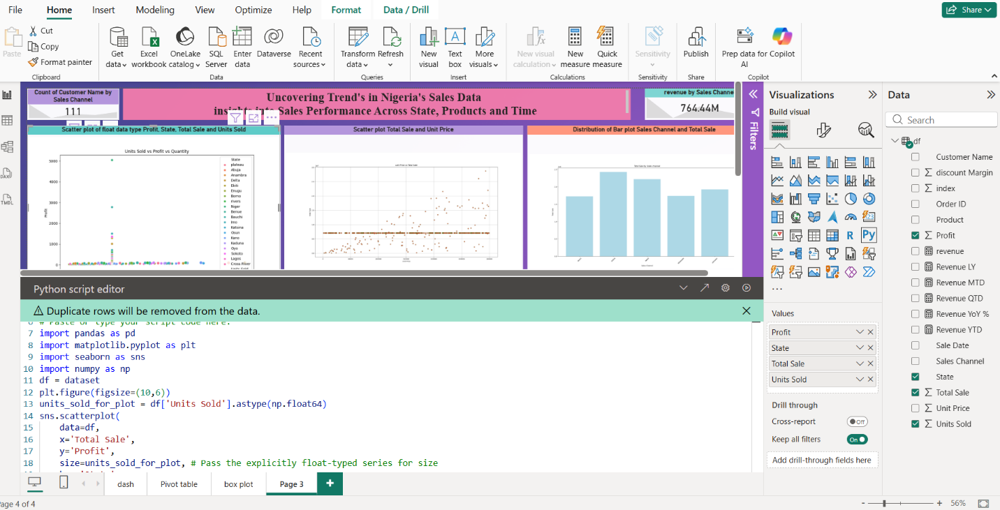 File Home Insert Modeling View Optimize Help Format Data / Drill Share
Paste
Cut
Copy
Format painter
Clipboard
Get data
Excel workbook
OneLake catalog
SQL Server
Enter data
Dataverse
Recent sources
Data
Transform data
Refresh
Queries
New visual
Text box
More visuals
Insert
New visual calculation
New measure
Quick measure
Calculations
Sensitivity
Sensitivity
Publish
Share
Prep data for AI
Copilot
Copilot
Count of Customer Name by
Sales Channel
111
Uncovering Trend's in Nigeria's Sales Data
insights into Sales Performance Across State, Products and Time
revenue by Sales Channe
764.44M
Scatter plot of float data type Profit, State, Total Sale and Units Sold
Units Sold vs Profit vs Quantity
5000
4000
3000
2000
1000
0
Profit
State
plateau
Abuja
Anambra
Delta
Ekiti
Enugu
Borno
rivers
Niger
Benue
Bauchi
Imo
Katsina
Osun
Kano
Kaduna
Oyo
Sokoto
Lagos
Cross River
Scatter plot Total Sale and Unit Price
Distribution of Bar plot Sales Channel and Total Sale
Filters
Python script editor
Duplicate rows will be removed from the data.
6 # Paste or type your script code here:
7 import pandas as pd
8 import matplotlib.pyplot as plt
9 import seaborn as sns
10 import numpy as np
11 df = dataset
12 plt.figure(figsize=(10,6))
13 units_sold_for_plot = df['Units Sold'].astype(np.float64)
14 sns.scatterplot(
15 data=df,
16 x='Total Sale',
17 y='Profit',
18 size=units_sold_for_plot, # Pass the explicitly float-typed series for size
dash Pivot table box plot Page 3 +
age 4 of 4
Visualizations
Build visual
R Py
...
Values
Profit
State
Total Sale
Units Sold
Drill through
Cross-report Off
Keep all filters On
Add drill-through fields here
Data
Search
df
Customer Name
∑ discount Margin
∑ index
Order ID
Product
∑ Profit
revenue
Revenue LY
Revenue MTD
Revenue QTD
Revenue YoY %
Revenue YTD
Sale Date
Sales Channel
State
∑ Total Sale
∑ Unit Price
∑ Units Sold
- + 56%
DAX
TMDL